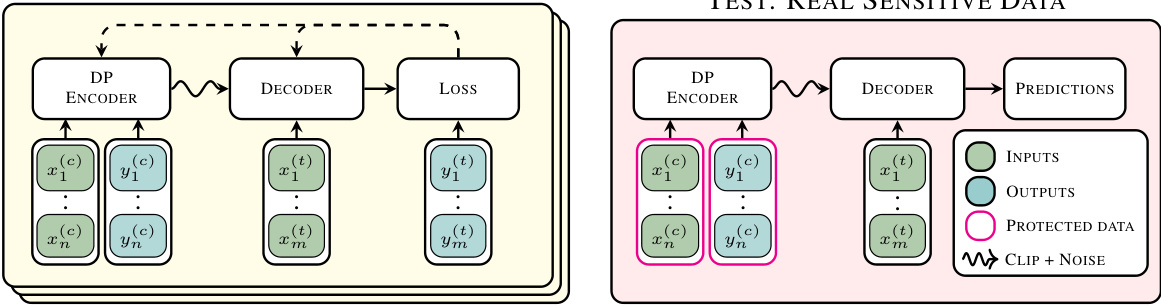 TEST: REAL SENSITIVE DATA
DP
ENCODER
DECODER
LOSS
x_1^{(c)}
y_1^{(c)}
x_1^{(t)}
y_1^{(t)}
⋮
⋮
⋮
⋮
x_n^{(c)}
y_n^{(c)}
x_m^{(t)}
y_m^{(t)}
DP
ENCODER
DECODER
PREDICTIONS
x_1^{(c)}
y_1^{(c)}
x_1^{(t)}
⋮
⋮
⋮
x_n^{(c)}
y_n^{(c)}
x_m^{(t)}
INPUTS
OUTPUTS
PROTECTED DATA
CLIP + NOISE